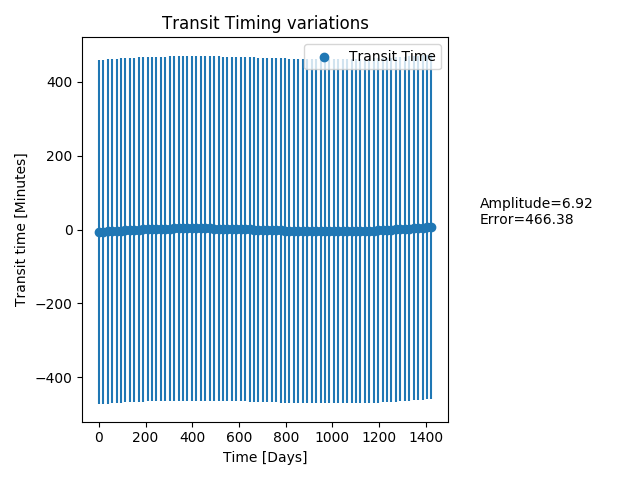 Transit Timing variations
Transit Time
Transit time [Minutes]
400
200
0
−200
−400
0
200
400
600
800
1000
1200
1400
Time [Days]
Amplitude=6.92
Error=466.38